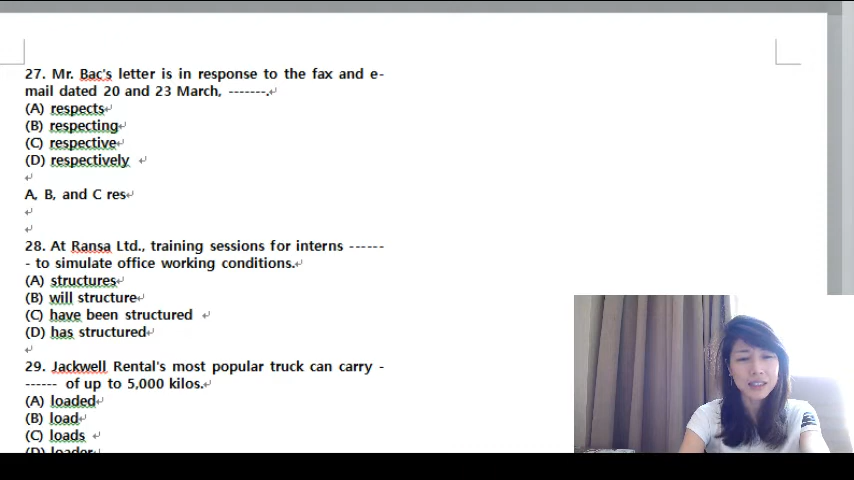 27. Mr. Bac's letter is in response to the fax and e-
mail dated 20 and 23 March, -------.
(A) respects
(B) respecting
(C) respective
(D) respectively
A, B, and C res
28. At Ransa Ltd., training sessions for interns ------
- to simulate office working conditions.
(A) structures
(B) will structure
(C) have been structured
(D) has structured
29. Jackwell Rental's most popular truck can carry -
------ of up to 5,000 kilos.
(A) loaded
(B) load
(C) loads
(D) loader